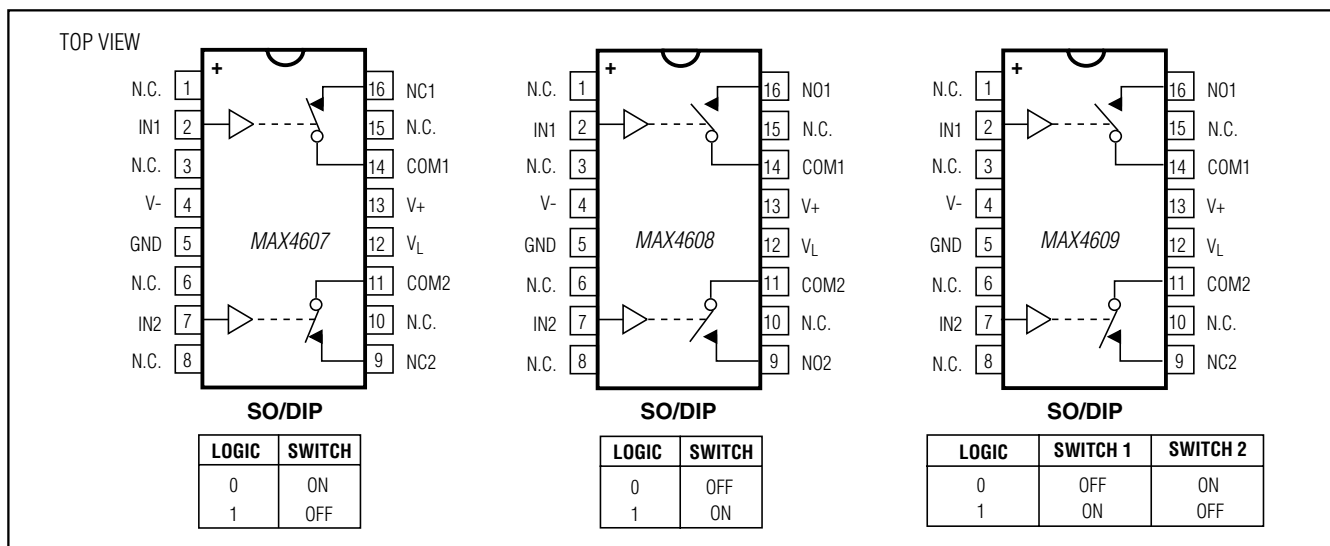 TOP VIEW
+
N.C. 1 16 NC1
IN1 2 15 N.C.
N.C. 3 14 COM1
V- 4 13 V+
GND 5 MAX4607 12 VL
N.C. 6 11 COM2
IN2 7 10 N.C.
N.C. 8 9 NC2
SO/DIP
LOGIC SWITCH
0 ON
1 OFF
+
N.C. 1 16 NO1
IN1 2 15 N.C.
N.C. 3 14 COM1
V- 4 13 V+
GND 5 MAX4608 12 VL
N.C. 6 11 COM2
IN2 7 10 N.C.
N.C. 8 9 NO2
SO/DIP
LOGIC SWITCH
0 OFF
1 ON
+
N.C. 1 16 NO1
IN1 2 15 N.C.
N.C. 3 14 COM1
V- 4 13 V+
GND 5 MAX4609 12 VL
N.C. 6 11 COM2
IN2 7 10 N.C.
N.C. 8 9 NC2
SO/DIP
LOGIC SWITCH 1 SWITCH 2
0 OFF ON
1 ON OFF